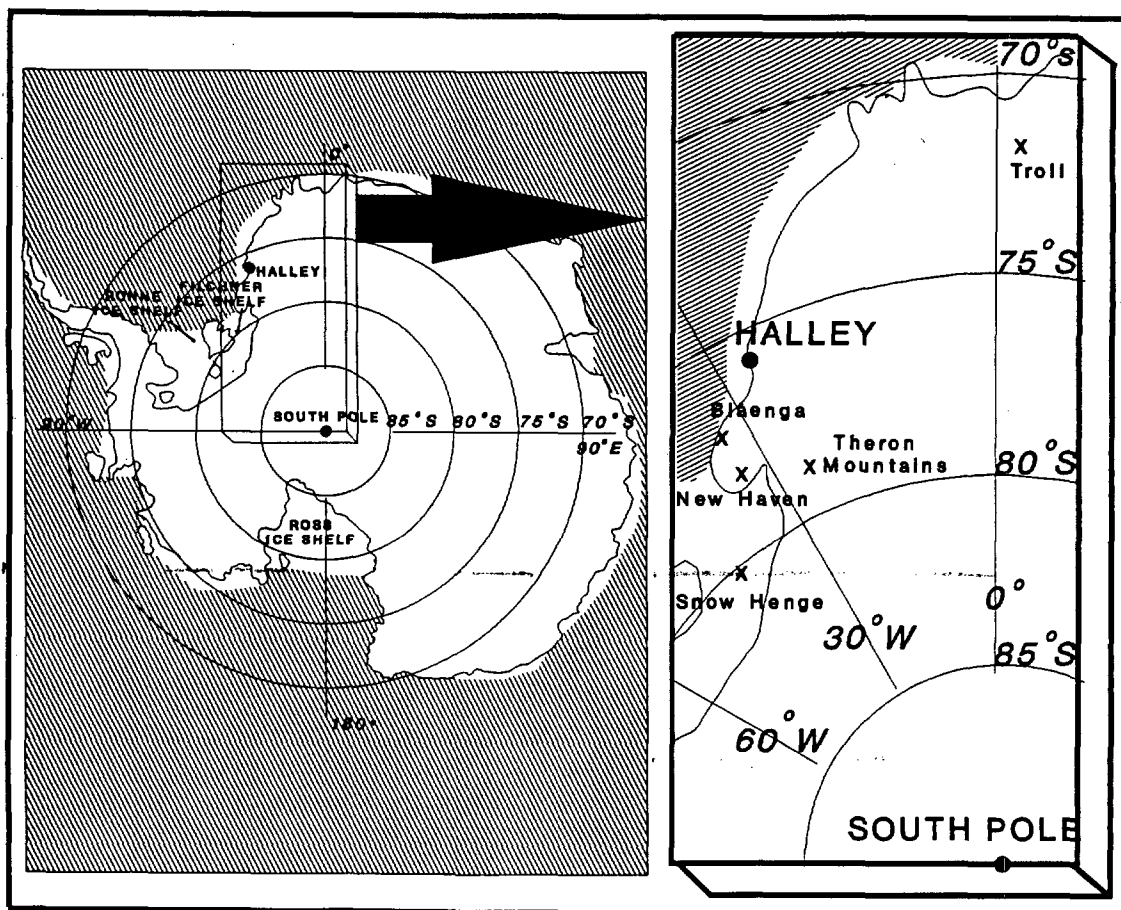 0°
HALLEY
RONNE
ICE SHELF
FILCHNER
ICE SHELF
SOUTH POLE
85°S
80°S
75°S
70°S
90°W
90°E
ROSS
ICE SHELF
180°
70°S
X
Troll
75°S
HALLEY
Blaenga
X
Theron
X Mountains
80°S
X
New Haven
X
Snow Henge
0°
30°W
85°S
60°W
SOUTH POLE